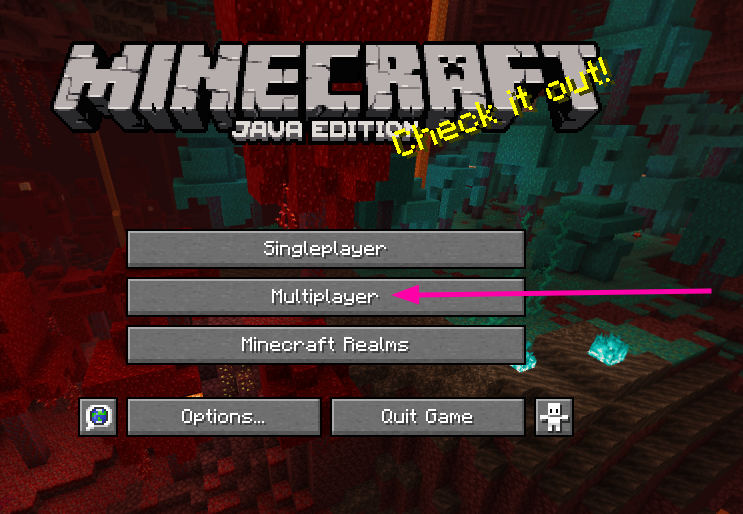 MINECRAFT
JAVA EDITION
Check it out!
Singleplayer
Multiplayer
Minecraft Realms
Options...
Quit Game